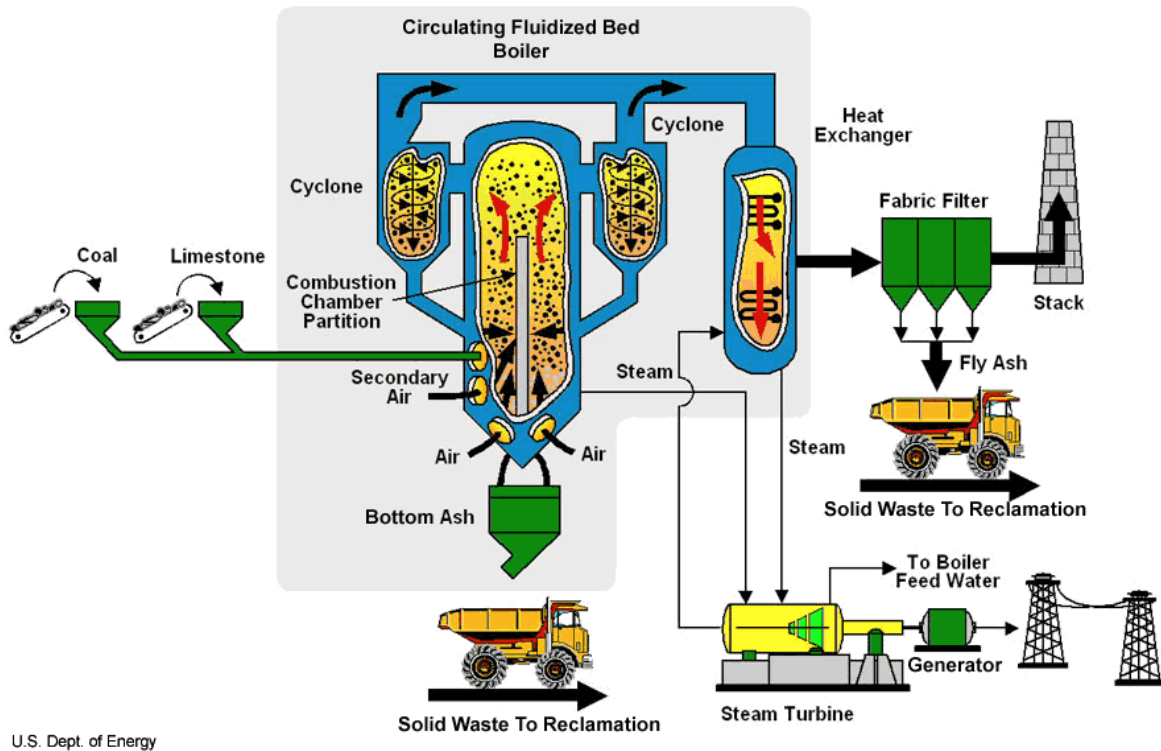 Circulating Fluidized Bed
Boiler
Cyclone
Cyclone
Heat
Exchanger
Fabric Filter
Stack
Coal
Limestone
Combustion
Chamber
Partition
Secondary
Air
Air
Air
Steam
Steam
Fly Ash
Solid Waste To Reclamation
Bottom Ash
To Boiler
Feed Water
Generator
Steam Turbine
Solid Waste To Reclamation
U.S. Dept. of Energy